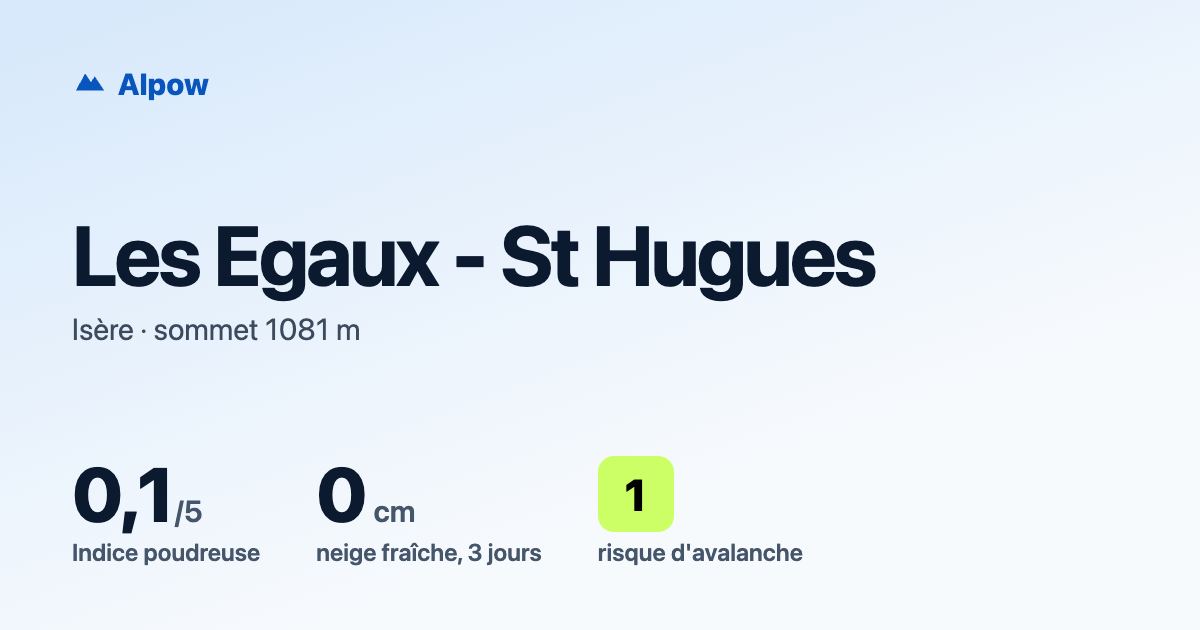 Alpow
Les Egaux - St Hugues
Isère · sommet 1081 m
0,1/5
Indice poudreuse
0 cm
neige fraîche, 3 jours
1
risque d'avalanche